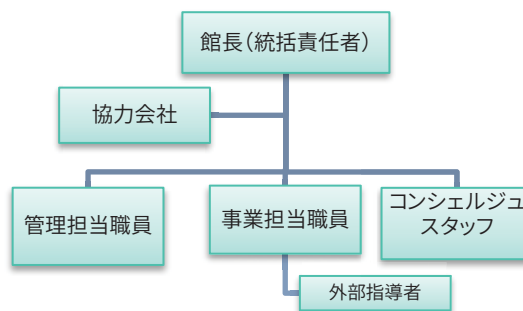 館長（統括責任者）
協力会社
管理担当職員
事業担当職員
コンシェルジュ
スタッフ
外部指導者